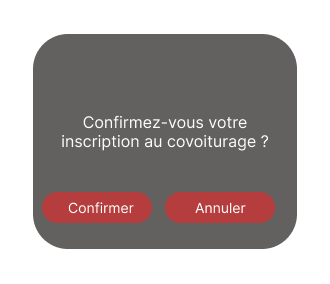 Confirmez-vous votre
inscription au covoiturage ?
Confirmer
Annuler